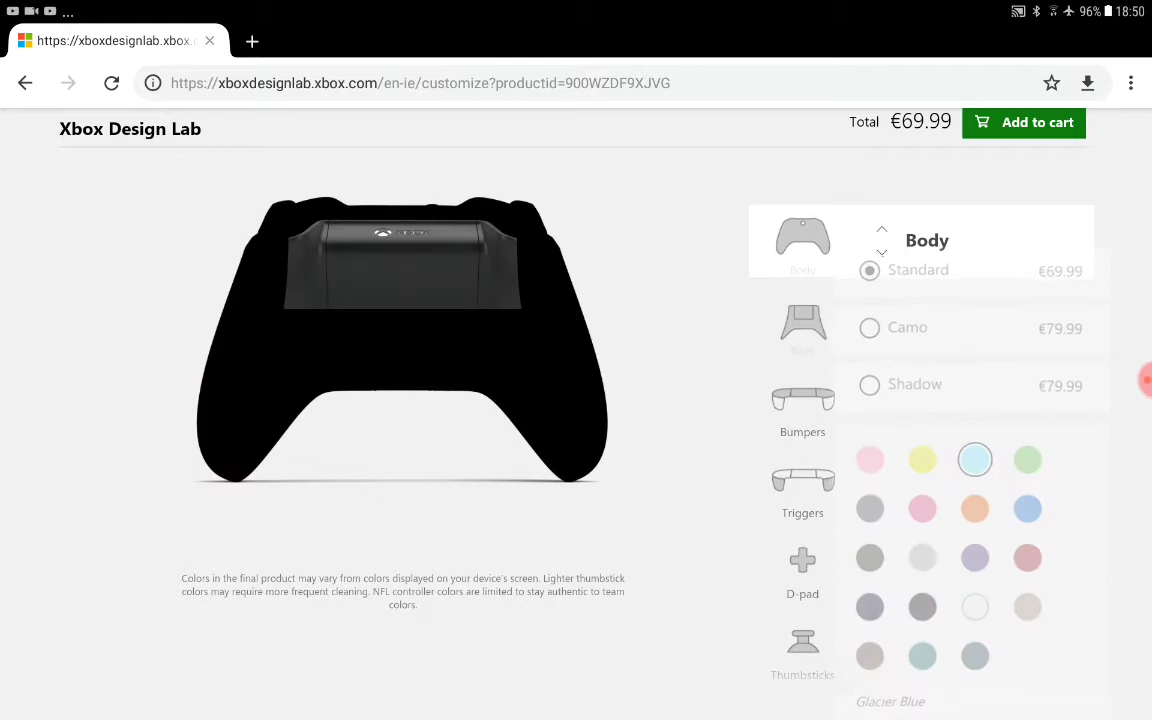 ...
96%
18:50
https://xboxdesignlab.xbox.
https://xboxdesignlab.xbox.com/en-ie/customize?productid=900WZDF9XJVG
Xbox Design Lab
Total €69.99 Add to cart
Body
Body
Standard €69.99
Camo €79.99
Back
Shadow €79.99
Bumpers
Triggers
D-pad
Thumbsticks
Glacier Blue
XBOX
Colors in the final product may vary from colors displayed on your device's screen. Lighter thumbstick
colors may require more frequent cleaning. NFL controller colors are limited to stay authentic to team
colors.